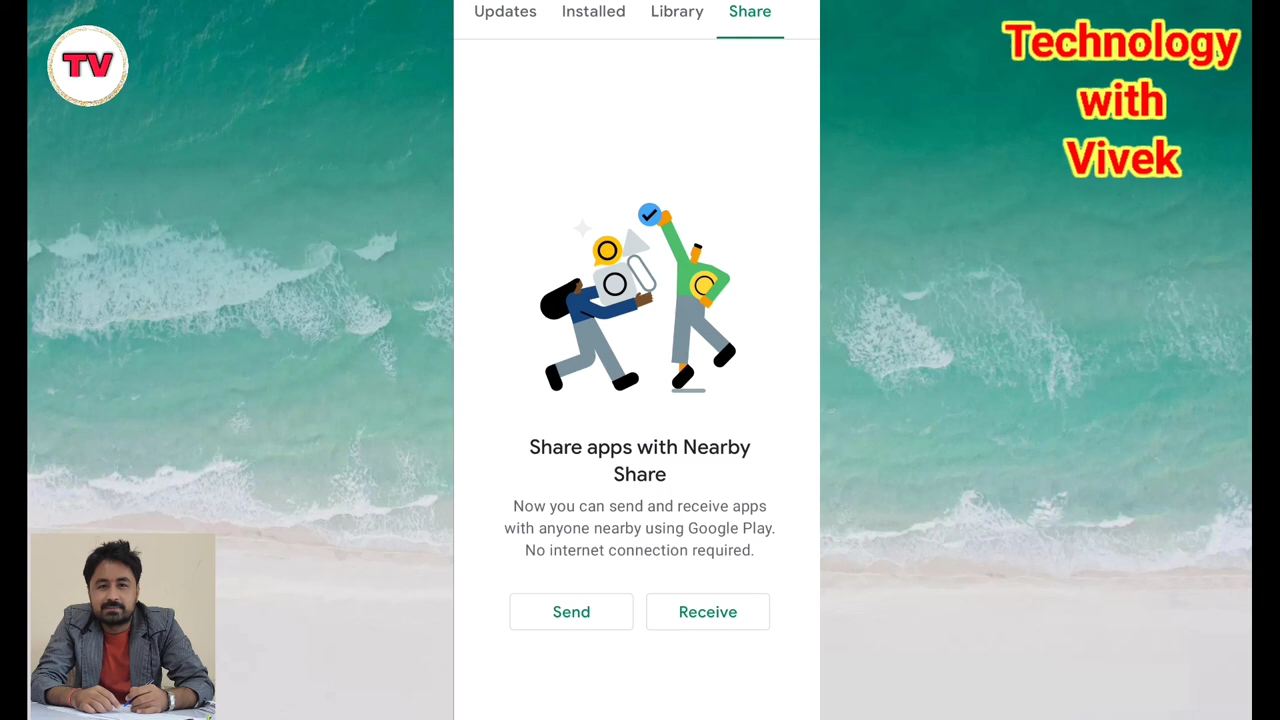 Updates Installed Library Share
TV
Technology
with
Vivek
Share apps with Nearby
Share
Now you can send and receive apps
with anyone nearby using Google Play.
No internet connection required.
Send Receive